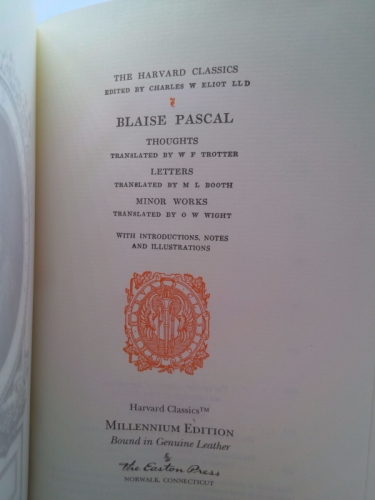 THE HARVARD CLASSICS
EDITED BY CHARLES W ELIOT LLD
BLAISE PASCAL
THOUGHTS
TRANSLATED BY W F TROTTER
LETTERS
TRANSLATED BY M L BOOTH
MINOR WORKS
TRANSLATED BY O W WIGHT
WITH INTRODUCTIONS, NOTES
AND ILLUSTRATIONS
Harvard Classics™
MILLENNIUM EDITION
Bound in Genuine Leather
by
The Easton Press
NORWALK, CONNECTICUT